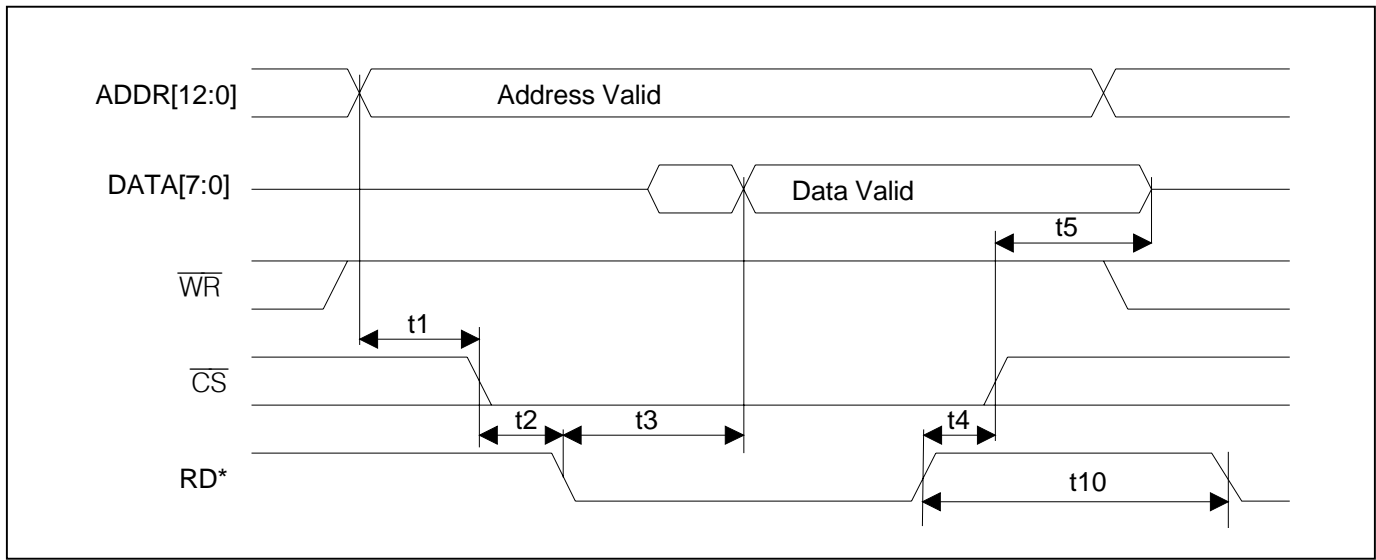 ADDR[12:0]
Address Valid
DATA[7:0]
Data Valid
t5
WR
t1
CS
t2
t3
t4
RD*
t10